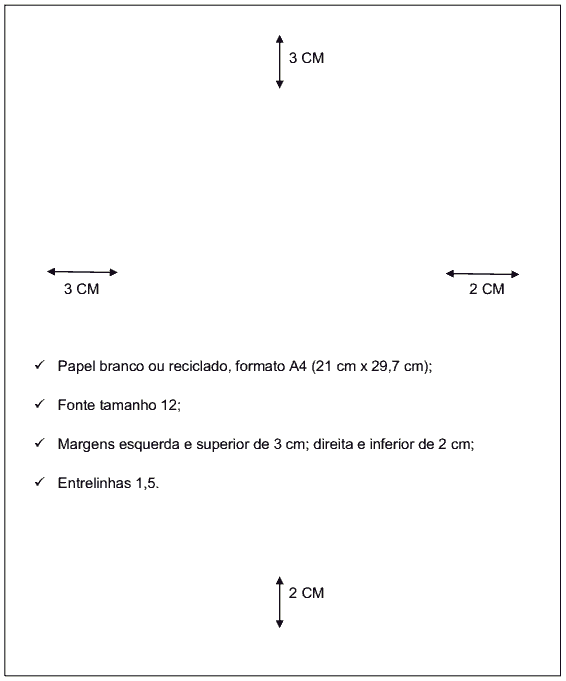 3 CM
3 CM
2 CM
✓ Papel branco ou reciclado, formato A4 (21 cm x 29,7 cm);
✓ Fonte tamanho 12;
✓ Margens esquerda e superior de 3 cm; direita e inferior de 2 cm;
✓ Entrelinhas 1,5.
2 CM